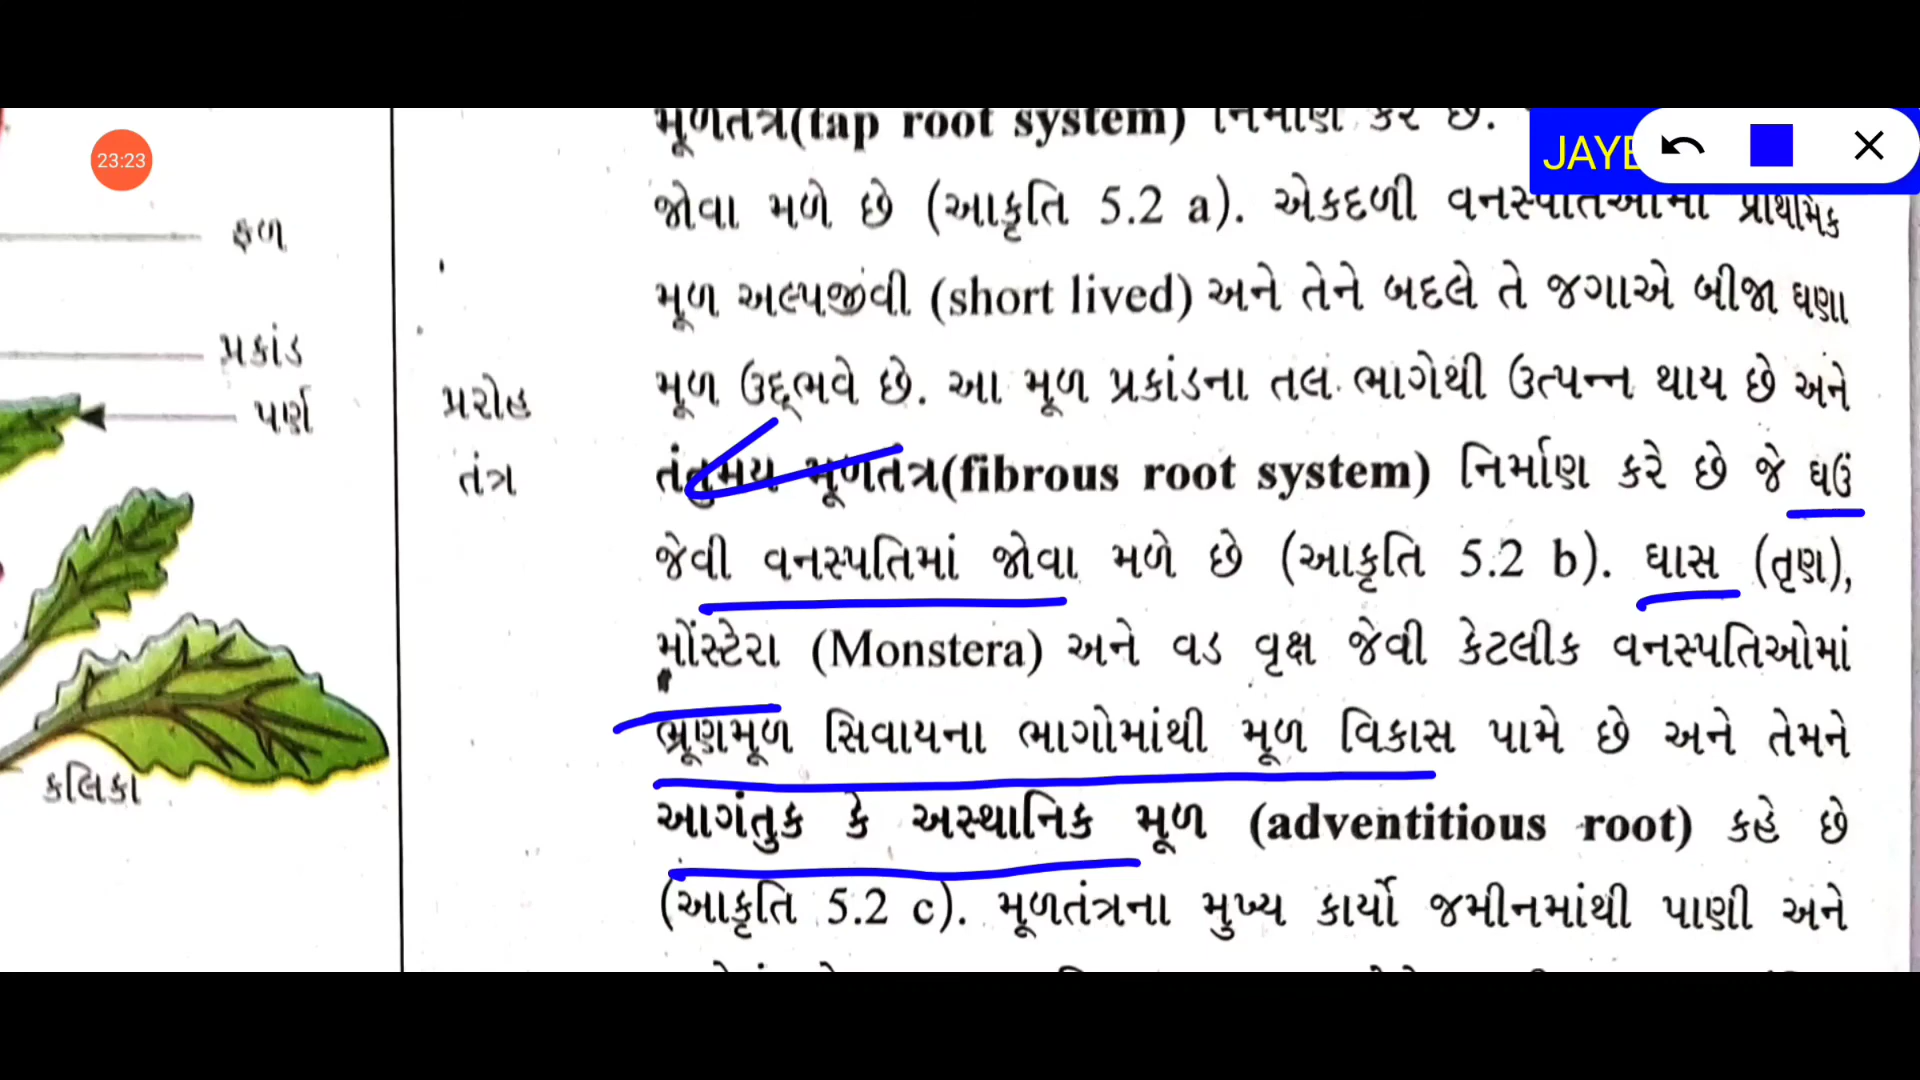 23:23
ફળ
પ્રકાંડ
પર્ણ
કલિકા
પ્રરોહ
તંત્ર
JAYE
મૂળતંત્ર(tap root system) નિર્માણ કરે છે.
જોવા મળે છે (આકૃતિ 5.2 a). એકદળી વનસ્પતિઓમાં પ્રાથમિક
મૂળ અલ્પજીવી (short lived) અને તેને બદલે તે જગાએ બીજા ઘણા
મૂળ ઉદ્ભવે છે. આ મૂળ પ્રકાંડના તલ ભાગેથી ઉત્પન્ન થાય છે અને
તંતુમય મૂળતંત્ર(fibrous root system) નિર્માણ કરે છે જે ઘઉં
જેવી વનસ્પતિમાં જોવા મળે છે (આકૃતિ 5.2 b). ઘાસ (તૃણ),
મોંસ્ટેરા (Monstera) અને વડ વૃક્ષ જેવી કેટલીક વનસ્પતિઓમાં
ભ્રૂણમૂળ સિવાયના ભાગોમાંથી મૂળ વિકાસ પામે છે અને તેમને
આગંતુક કે અસ્થાનિક મૂળ (adventitious root) કહે છે
(આકૃતિ 5.2 c). મૂળતંત્રના મુખ્ય કાર્યો જમીનમાંથી પાણી અને